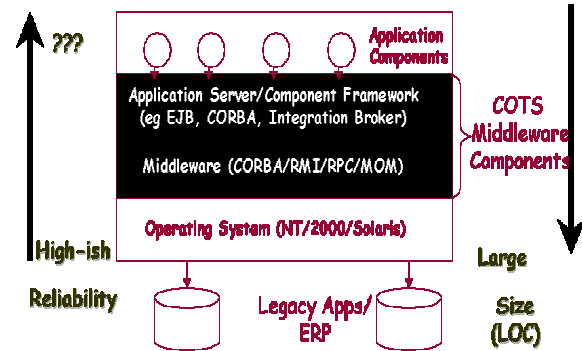 ???
Application
Components
Application Server/Component Framework
(eg EJB, CORBA, Integration Broker)
Middleware (CORBA/RMI/RPC/MOM)
COTS
Middleware
Components
Operating System (NT/2000/Solaris)
High-ish
Reliability
Large
Size
(LOC)
Legacy Apps/
ERP